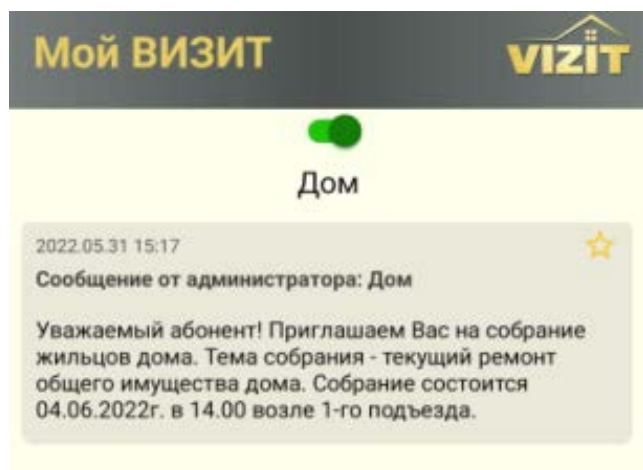 Мой ВИЗИТ
VIZIT
Дом
2022.05.31 15:17
Сообщение от администратора: Дом
Уважаемый абонент! Приглашаем Вас на собрание
жильцов дома. Тема собрания - текущий ремонт
общего имущества дома. Собрание состоится
04.06.2022г. в 14.00 возле 1-го подъезда.